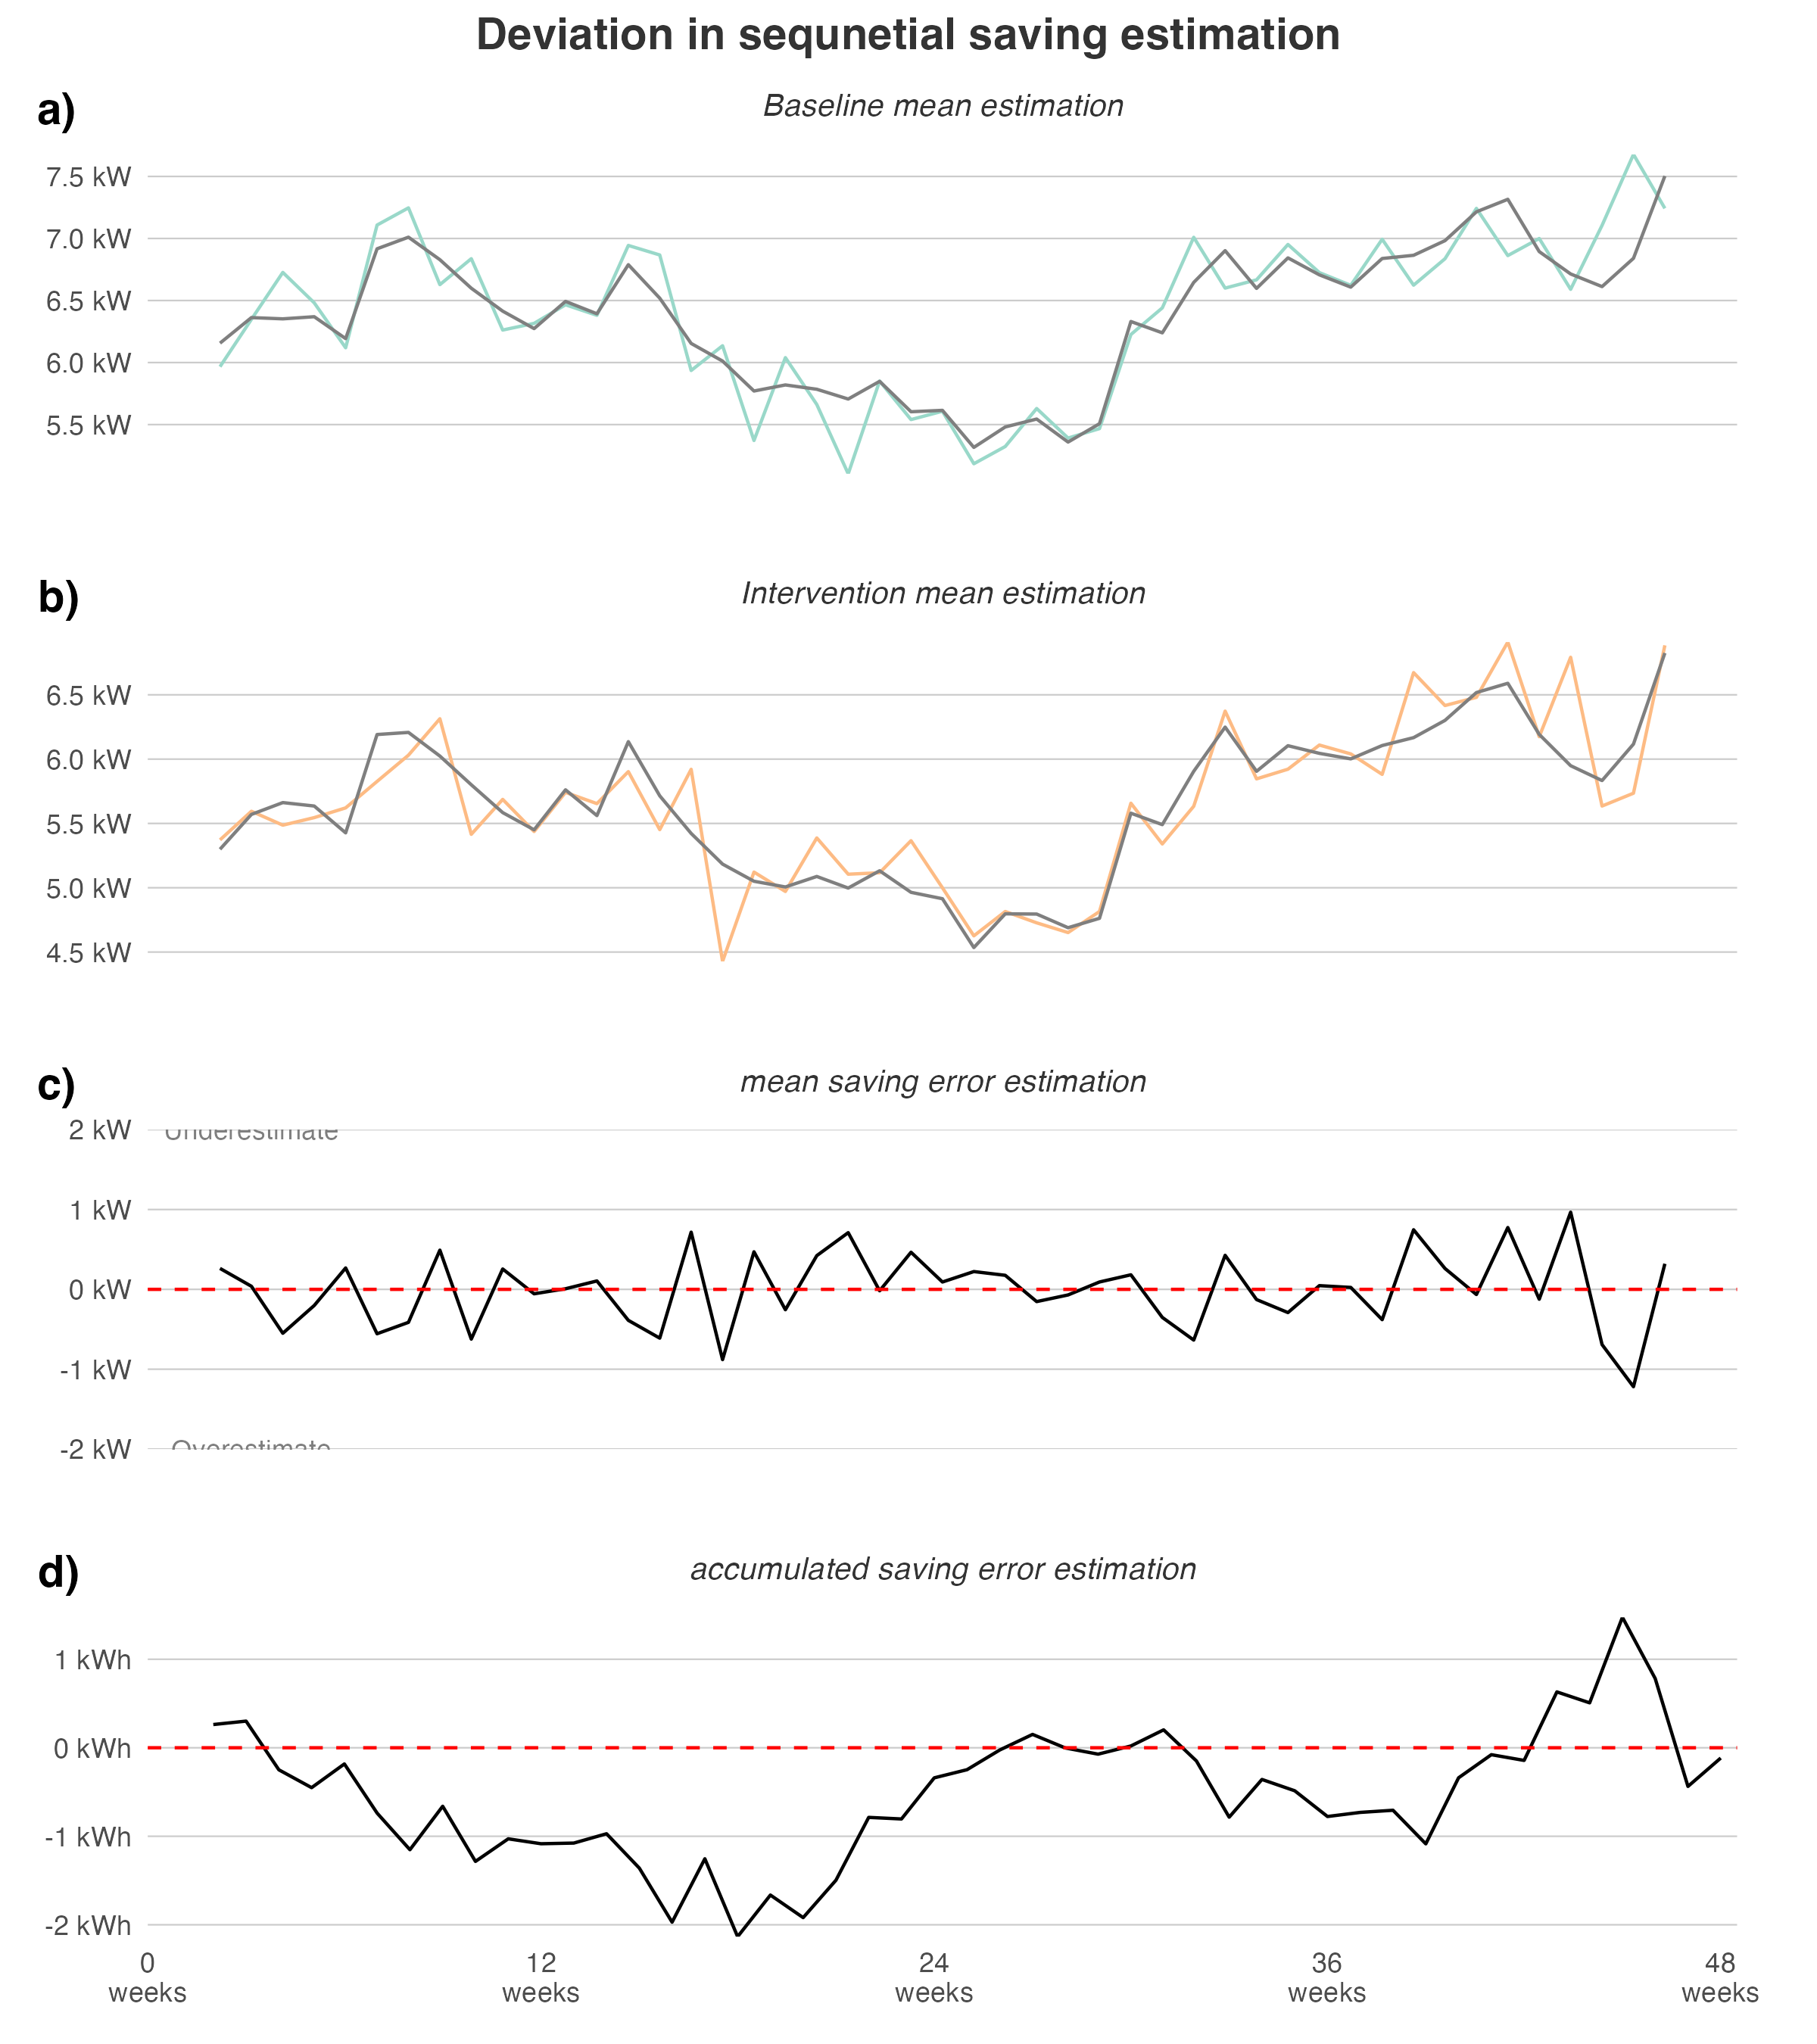 Deviation in sequnetial saving estimation
a)
Baseline mean estimation
7.5 kW
7.0 kW
6.5 kW
6.0 kW
5.5 kW
b)
Intervention mean estimation
6.5 kW
6.0 kW
5.5 kW
5.0 kW
4.5 kW
c)
mean saving error estimation
2 kW
Underestimate
1 kW
0 kW
-1 kW
-2 kW
Overestimate
d)
accumulated saving error estimation
1 kWh
0 kWh
-1 kWh
-2 kWh
0 12 24 36 48
weeks weeks weeks weeks weeks